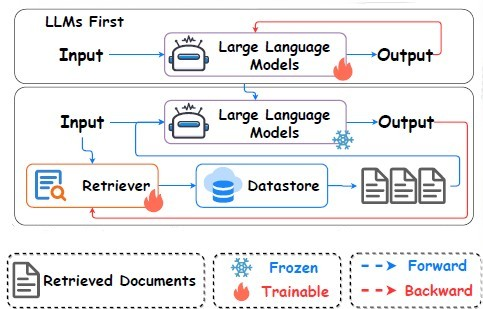 LLMs First
Input
Large Language
Models
Output
Input
Large Language
Models
Output
Retriever
Datastore
Retrieved Documents
Frozen
Trainable
Forward
Backward